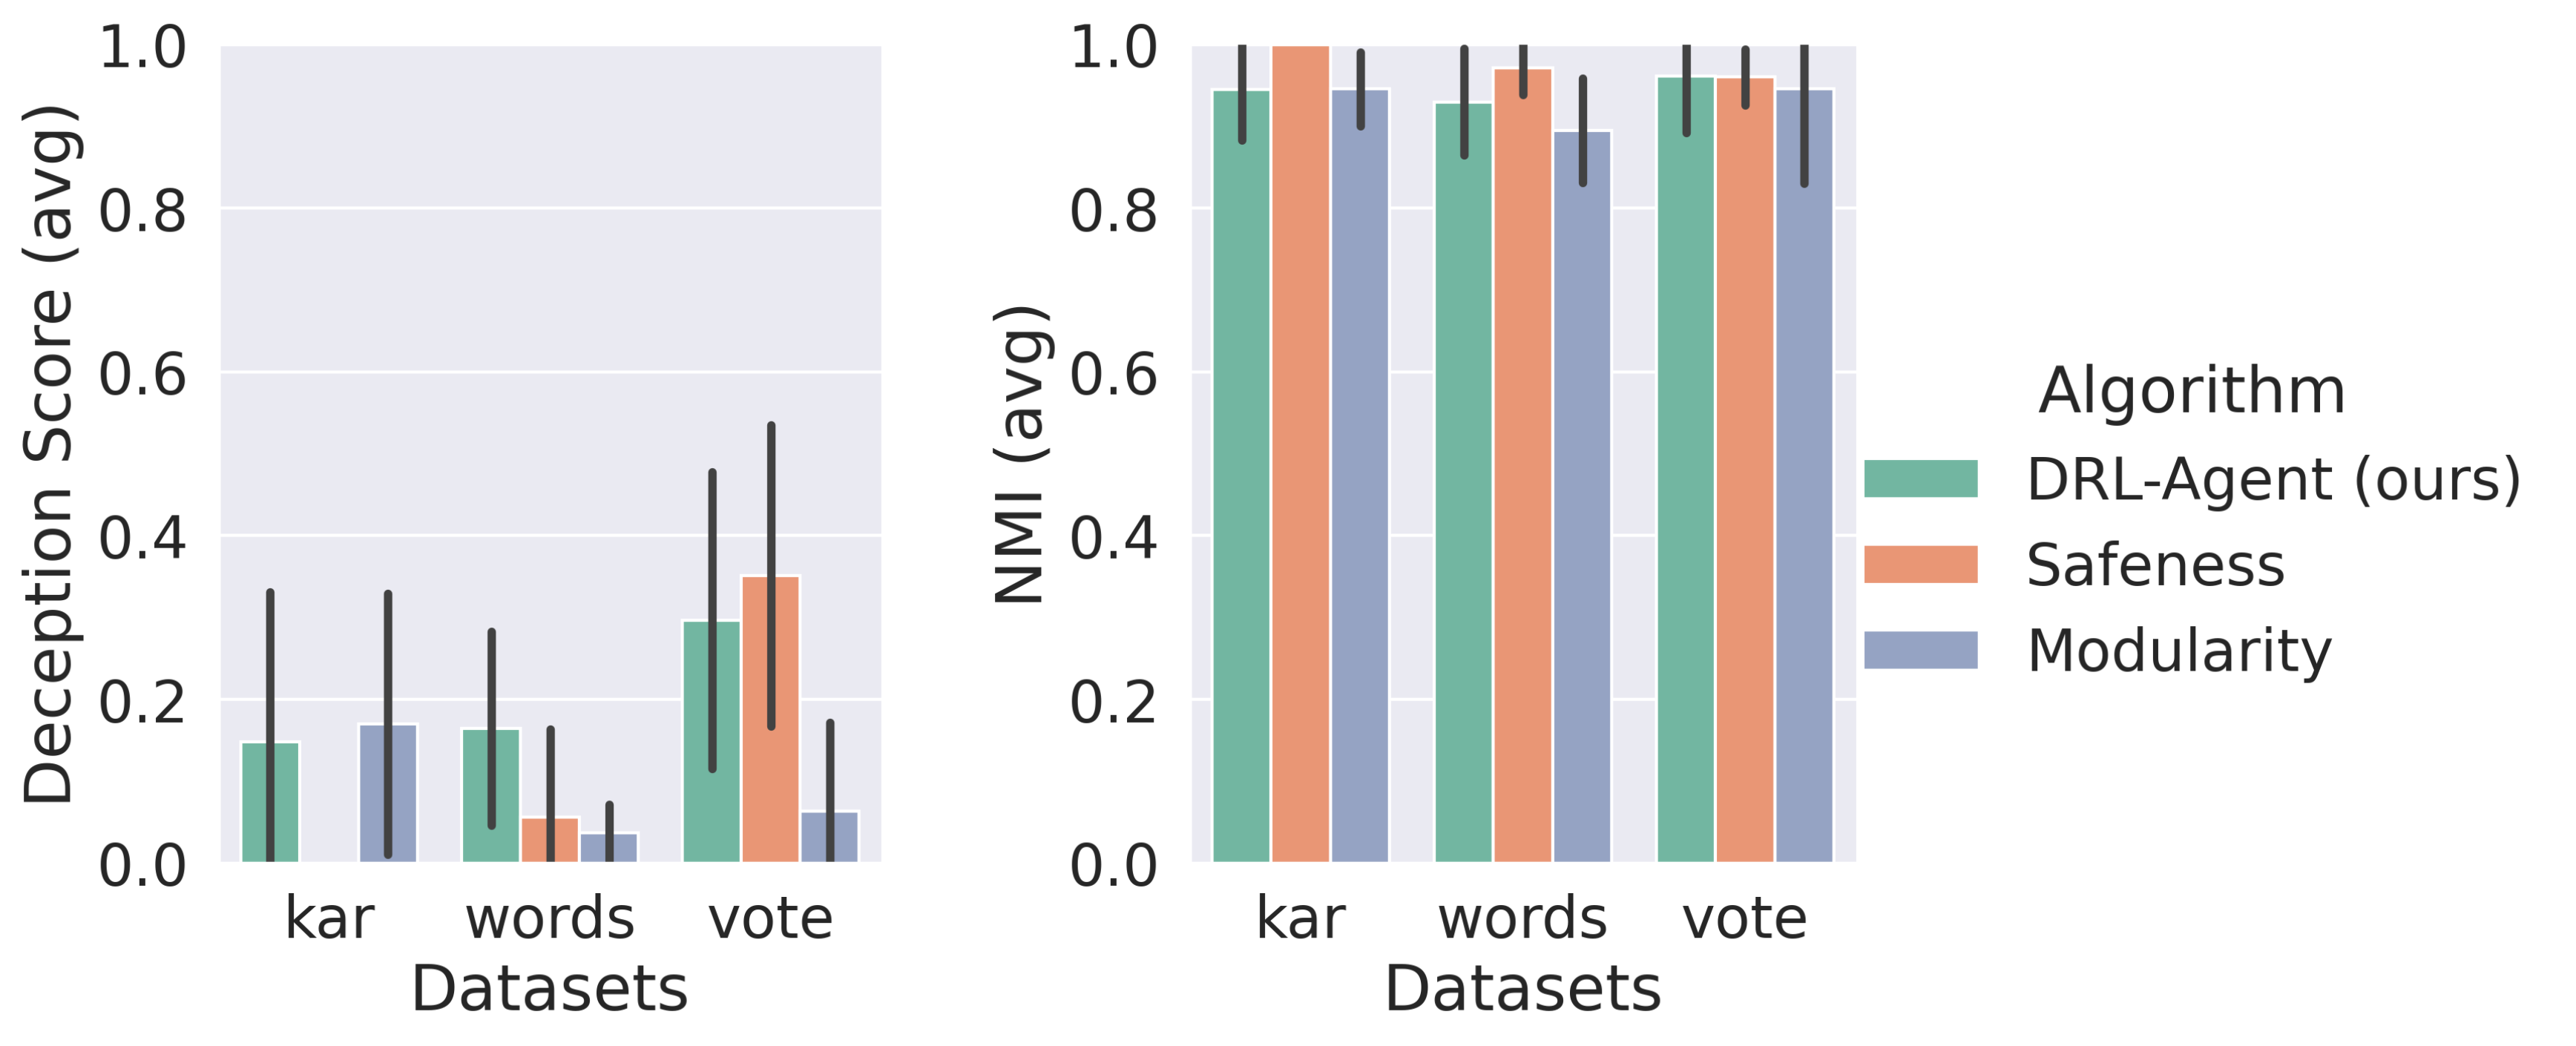 Deception Score (avg)
1.0
0.8
0.6
0.4
0.2
0.0
kar words vote
Datasets
NMI (avg)
1.0
0.8
0.6
0.4
0.2
0.0
kar words vote
Datasets
Algorithm
DRL-Agent (ours)
Safeness
Modularity